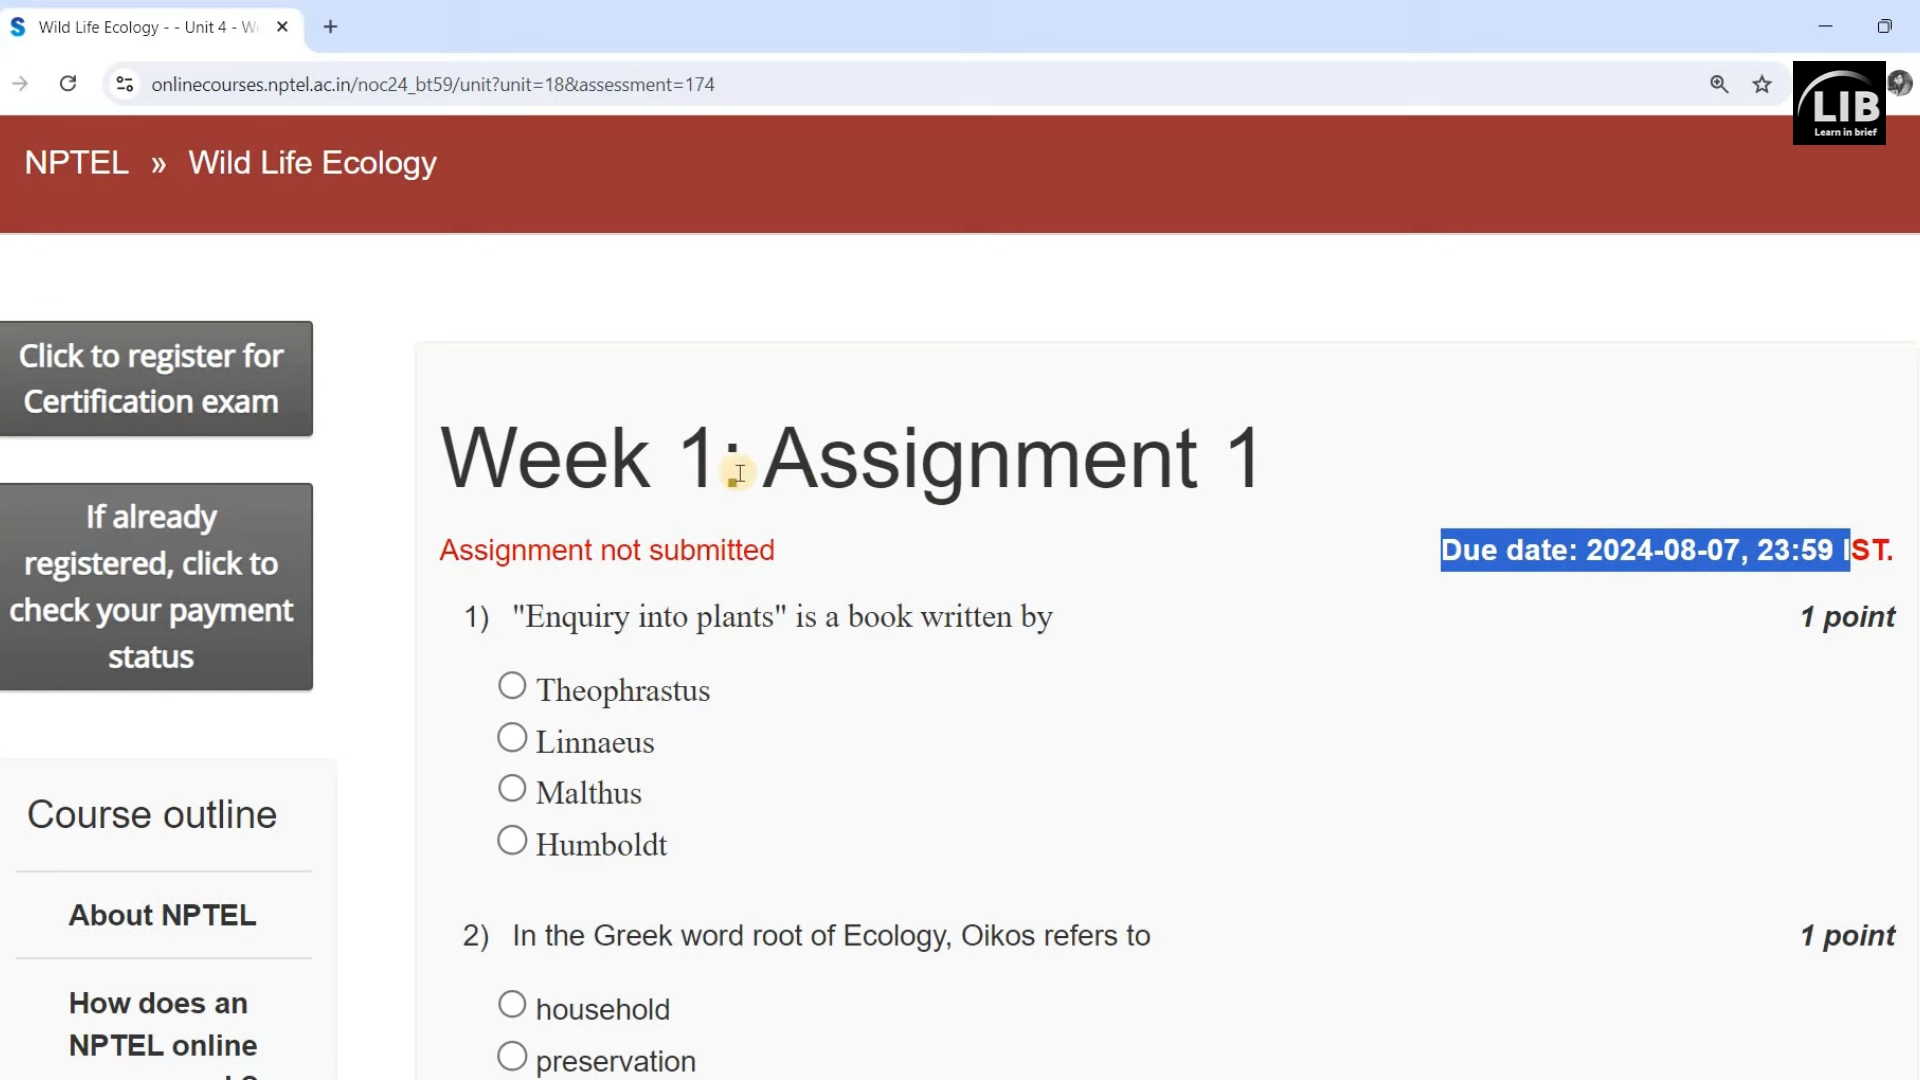 Wild Life Ecology - - Unit 4 - W
onlinecourses.nptel.ac.in/noc24_bt59/unit?unit=18&assessment=174
LIB
Learn in brief
NPTEL » Wild Life Ecology
Click to register for
Certification exam
If already
registered, click to
check your payment
status
Course outline
About NPTEL
How does an
NPTEL online
Week 1: Assignment 1
Assignment not submitted
Due date: 2024-08-07, 23:59 IST.
1) "Enquiry into plants" is a book written by
1 point
Theophrastus
Linnaeus
Malthus
Humboldt
2) In the Greek word root of Ecology, Oikos refers to
1 point
household
preservation